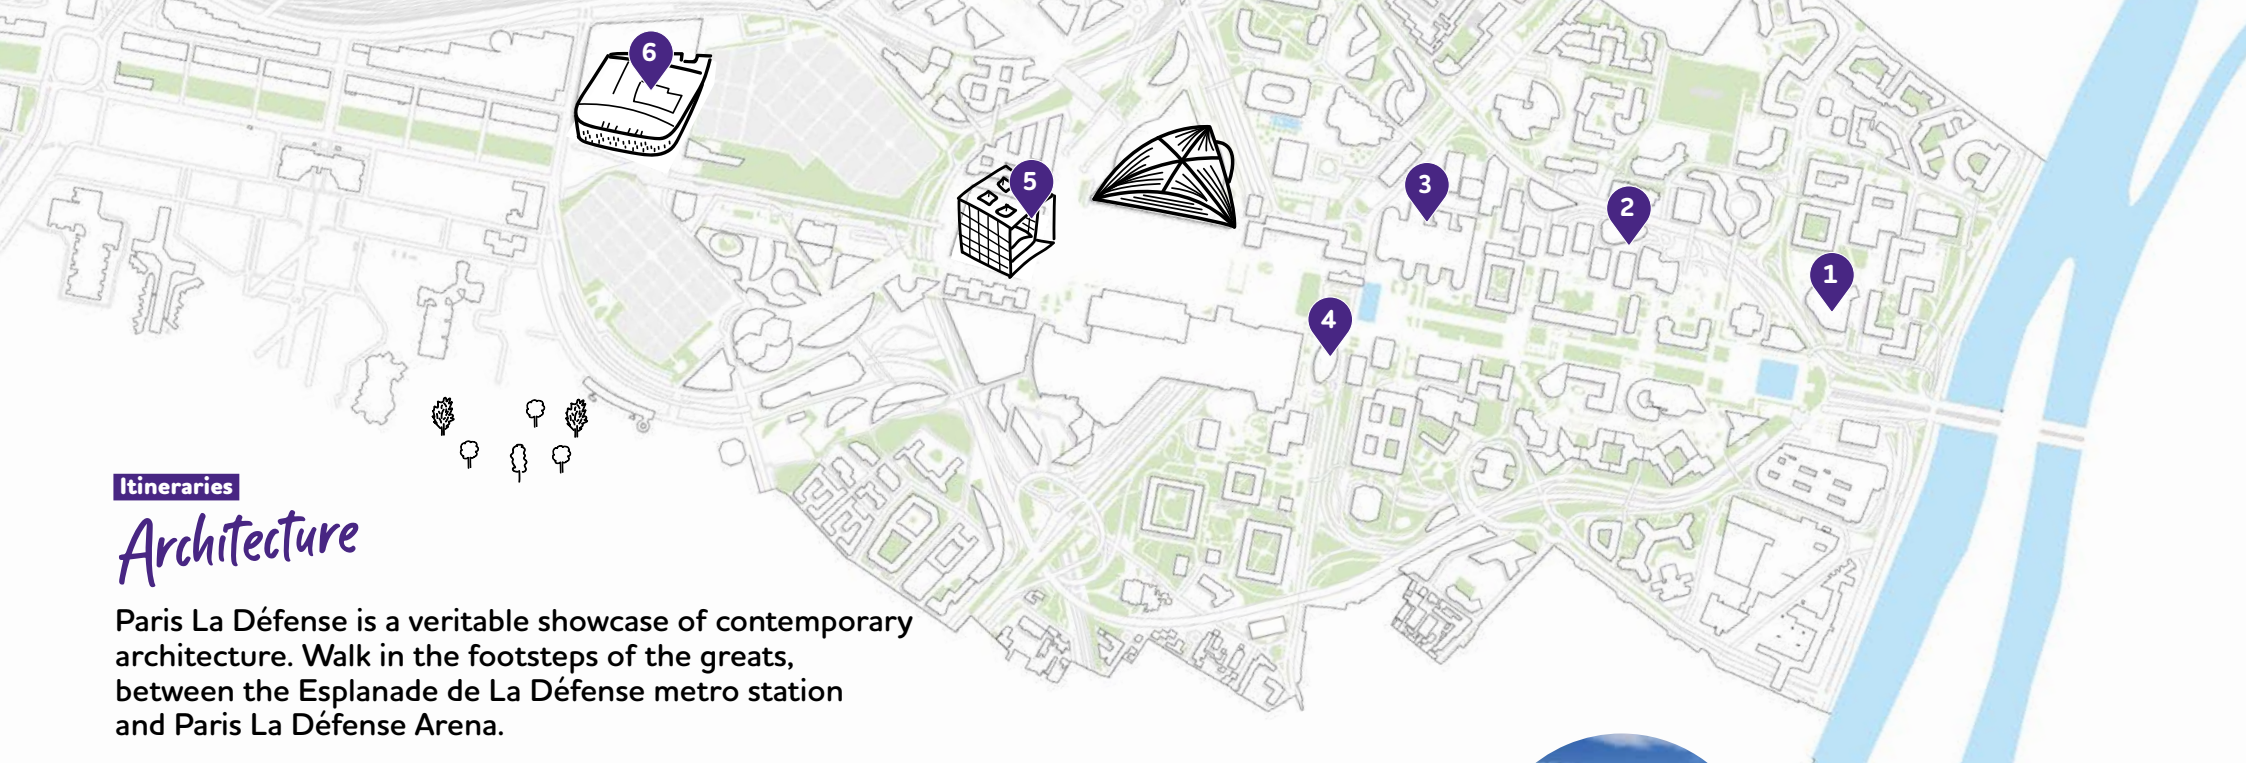 6
5
3
2
1
4
Itineraries
Architecture
Paris La Défense is a veritable showcase of contemporary
architecture. Walk in the footsteps of the greats,
between the Esplanade de La Défense metro station
and Paris La Défense Arena.